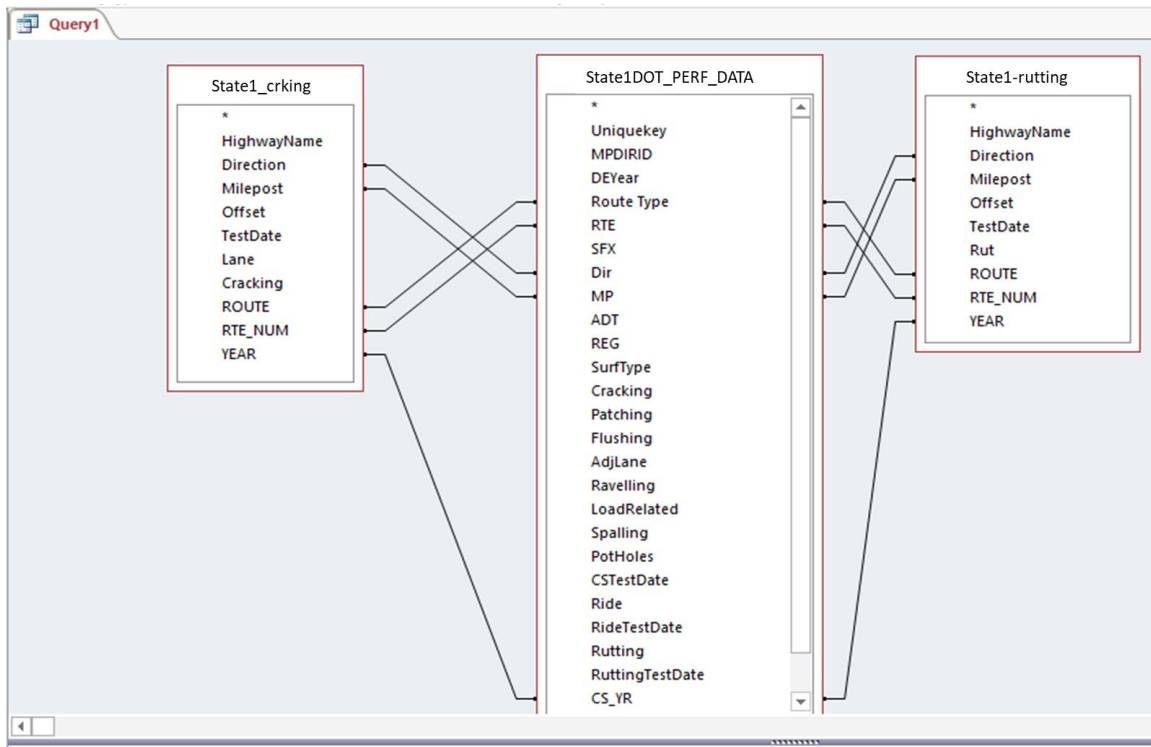 Query1
State1_crking
*
HighwayName
Direction
Milepost
Offset
TestDate
Lane
Cracking
ROUTE
RTE_NUM
YEAR
State1DOT_PERF_DATA
*
Uniquekey
MPDIRID
DEYear
Route Type
RTE
SFX
Dir
MP
ADT
REG
SurfType
Cracking
Patching
Flushing
AdjLane
Ravelling
LoadRelated
Spalling
PotHoles
CSTestDate
Ride
RideTestDate
Rutting
RuttingTestDate
CS_YR
State1-rutting
*
HighwayName
Direction
Milepost
Offset
TestDate
Rut
ROUTE
RTE_NUM
YEAR